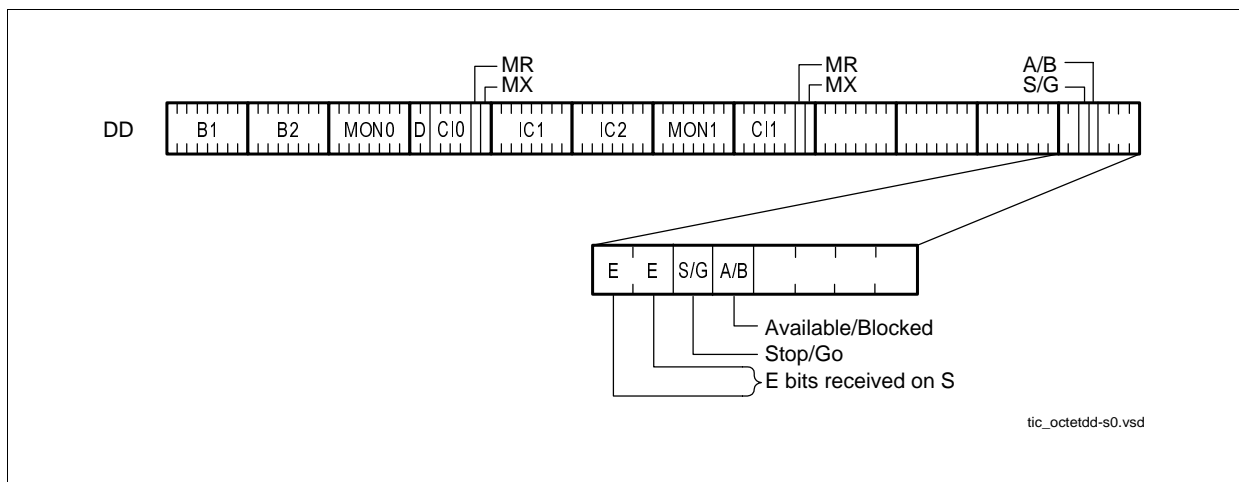 MR MR A/B
MX MX S/G
DD B1 B2 MON0 D CI0 IC1 IC2 MON1 CI1
E E S/G A/B
Available/Blocked
Stop/Go
E bits received on S
tic_octetdd-s0.vsd